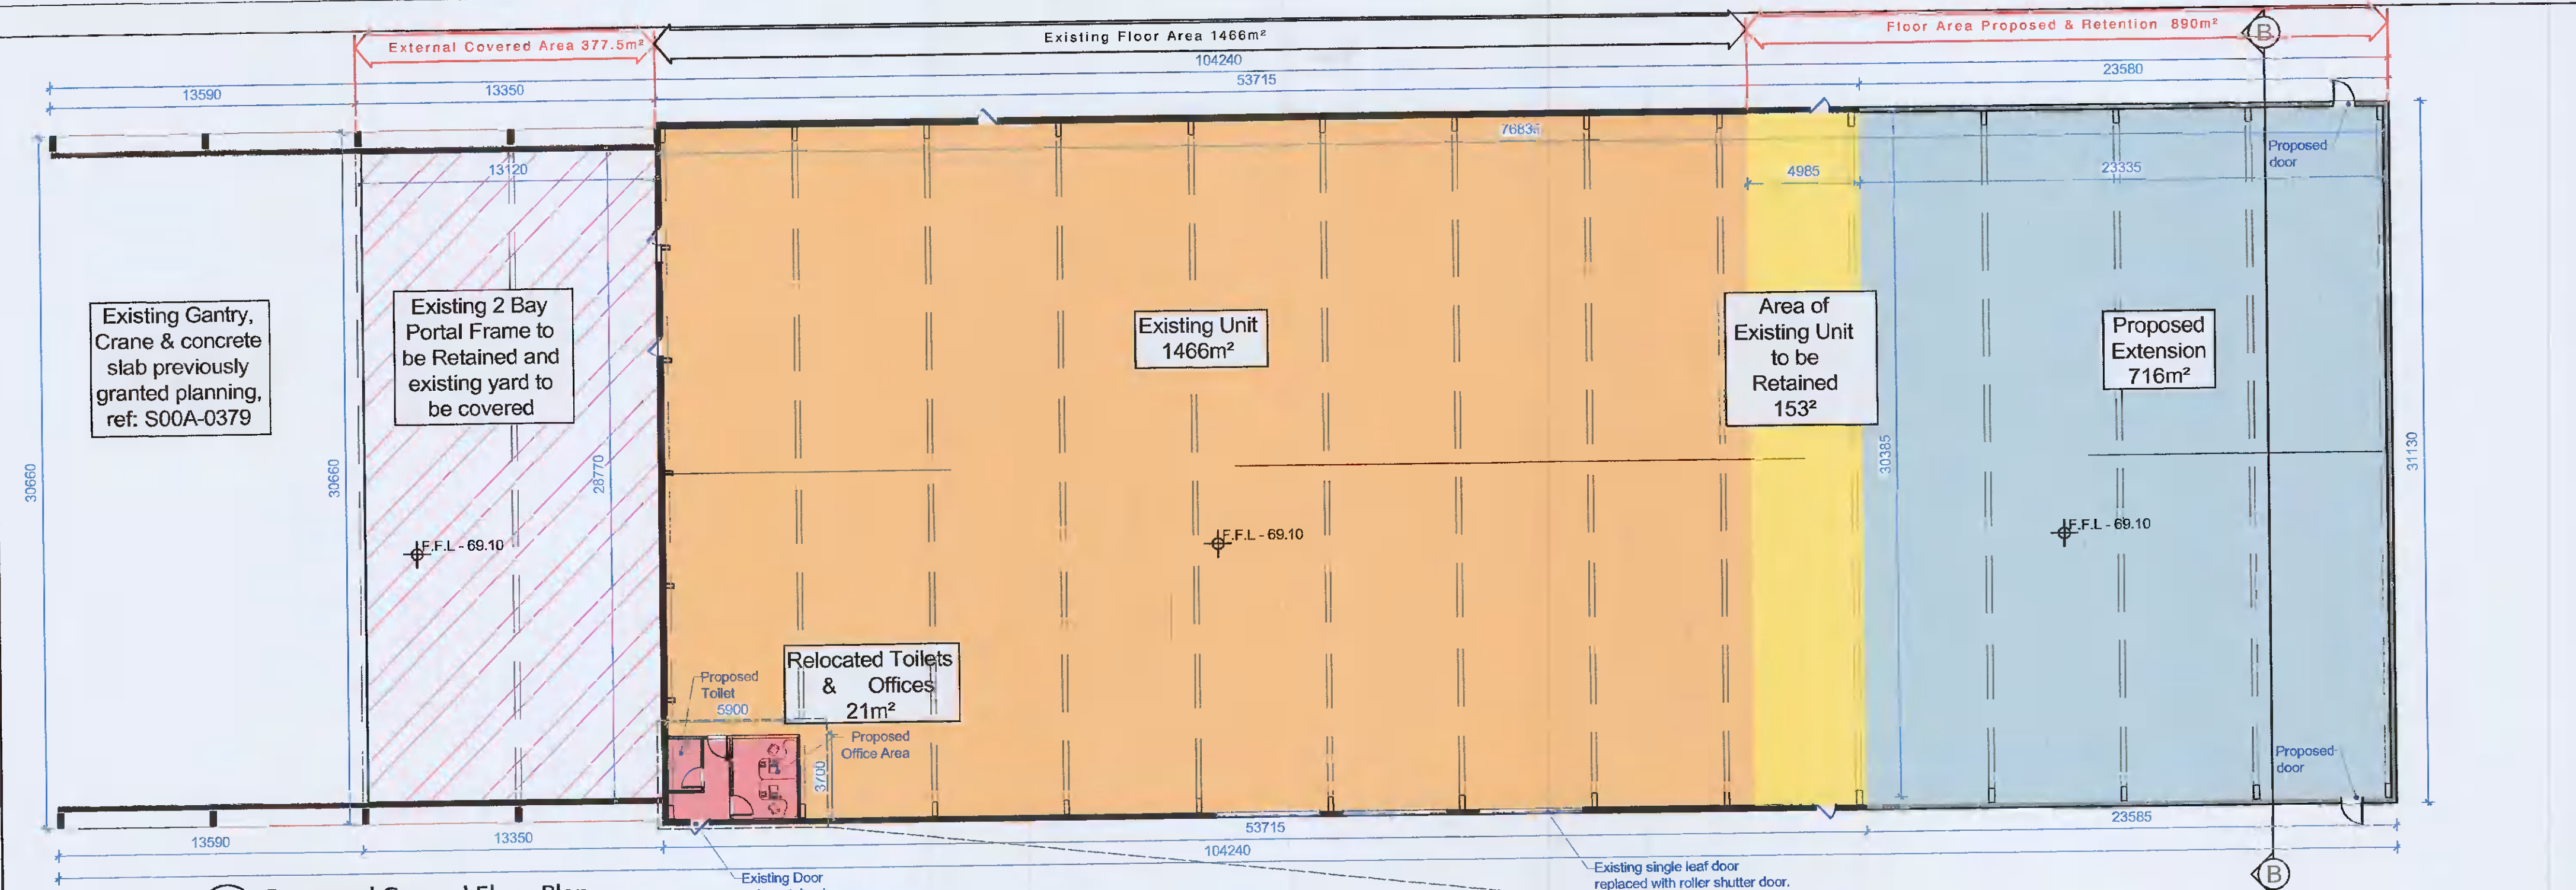 External Covered Area 377.5m²
Existing Floor Area 1466m²
Floor Area Proposed & Retention 890m²
B
104240
13590
13350
53715
23580
7683
13120
4985
23335
Proposed
door
Existing Gantry,
Crane & concrete
slab previously
granted planning,
ref: S00A-0379
Existing 2 Bay
Portal Frame to
be Retained and
existing yard to
be covered
Existing Unit
1466m²
Area of
Existing Unit
to be
Retained
153²
Proposed
Extension
716m²
30660
30660
28770
30385
31130
F.F.L - 69.10
F.F.L - 69.10
F.F.L - 69.10
Relocated Toilets
& Offices
21m²
Proposed
Toilet
5900
Proposed
Office Area
3700
Proposed
door
13590
13350
53715
23585
104240
Existing Door
Existing single leaf door
replaced with roller shutter door.
B
Proposed Ground Floor Plan